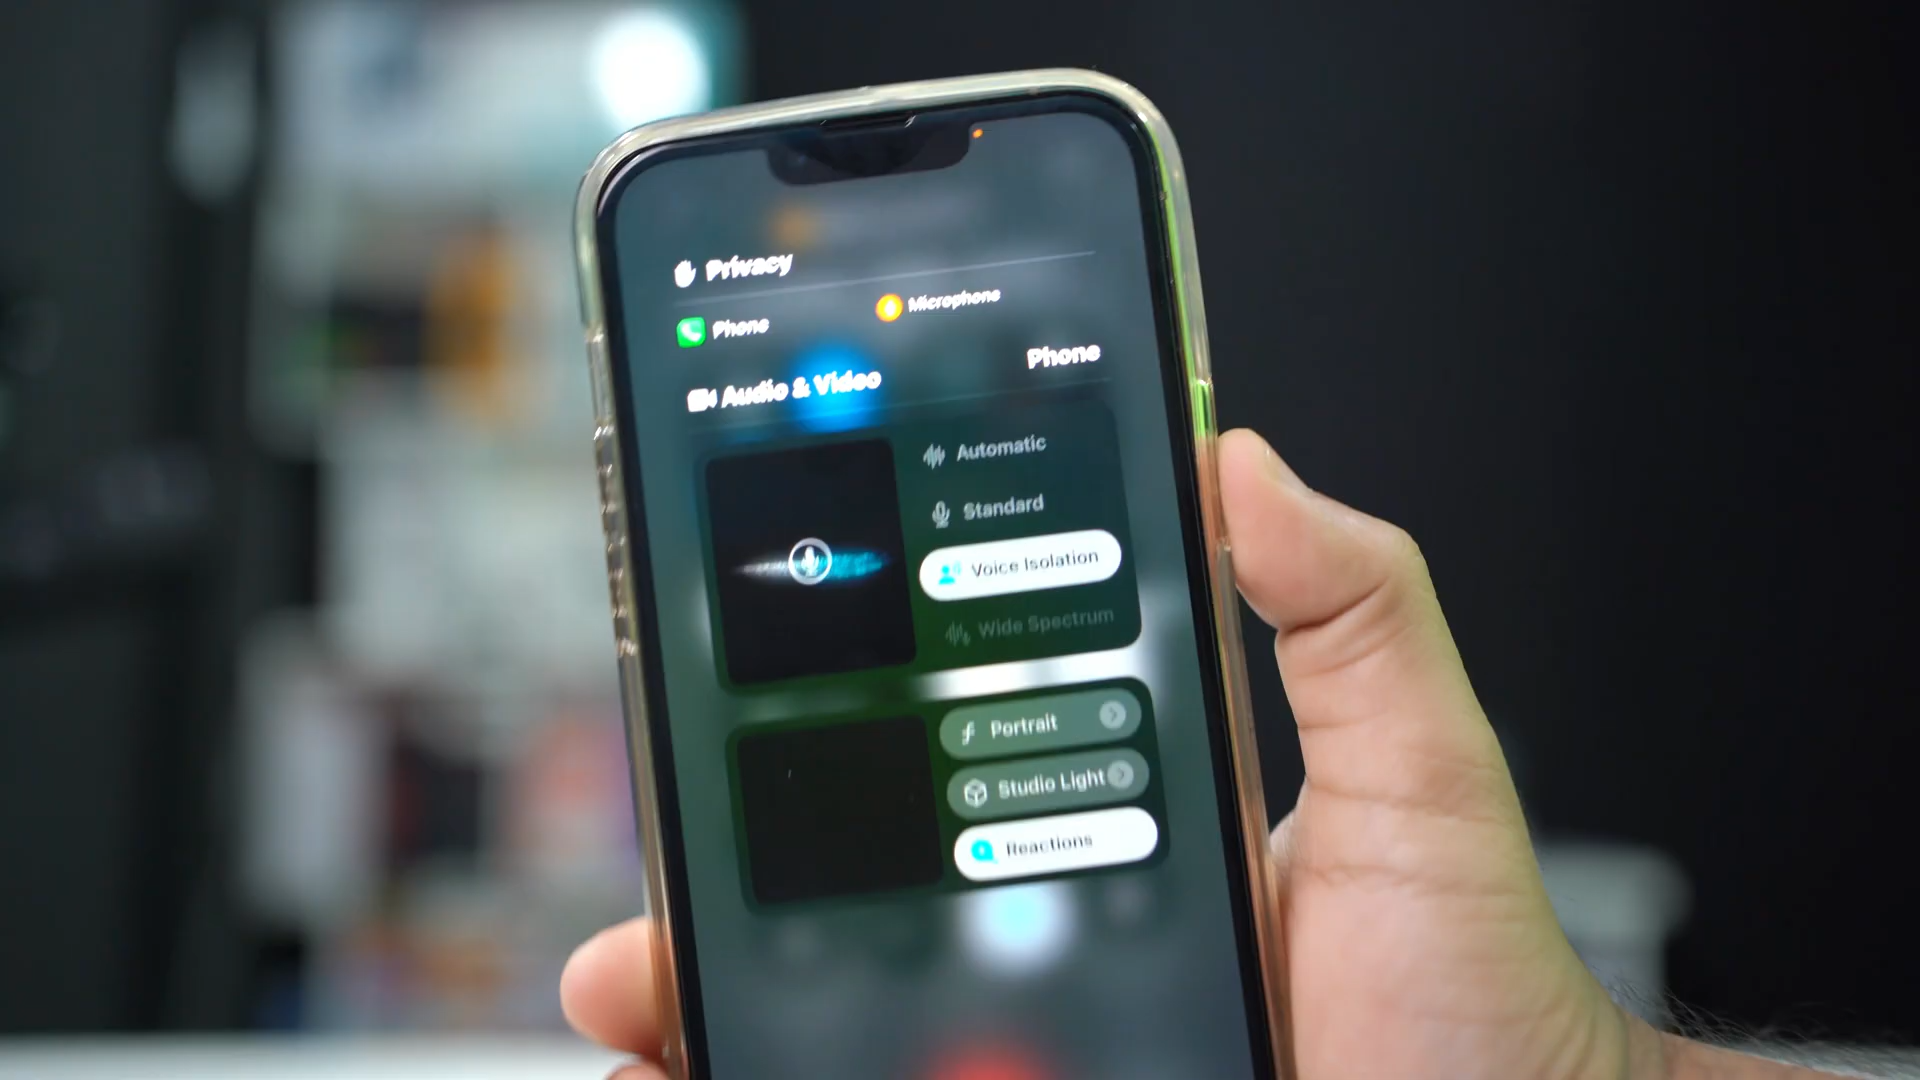 Privacy
Phone
Microphone
Phone
Audio & Video
Automatic
Standard
Voice Isolation
Wide Spectrum
Portrait
Studio Light
Reactions